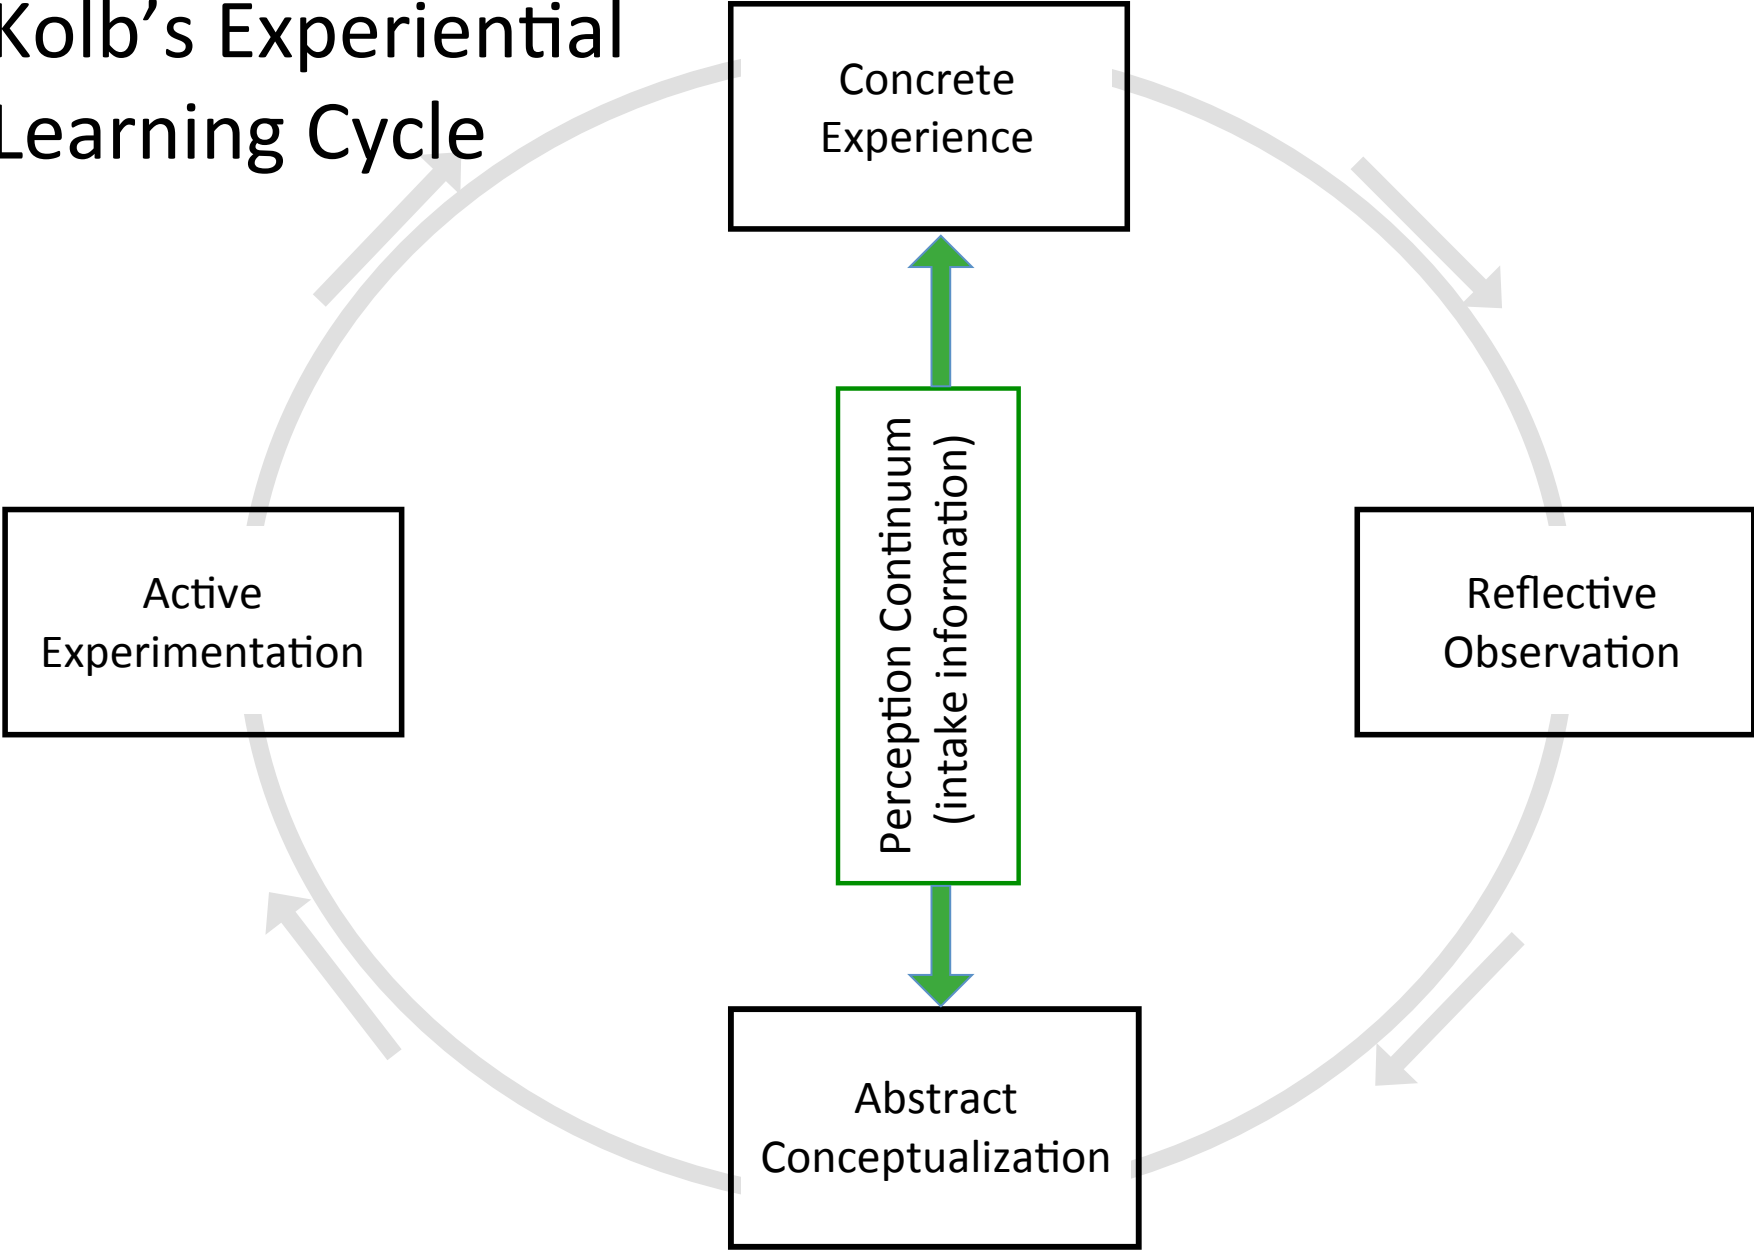 Kolb’s Experiential
Learning Cycle
Concrete
Experience
Perception Continuum
(intake information)
Active
Experimentation
Reflective
Observation
Abstract
Conceptualization